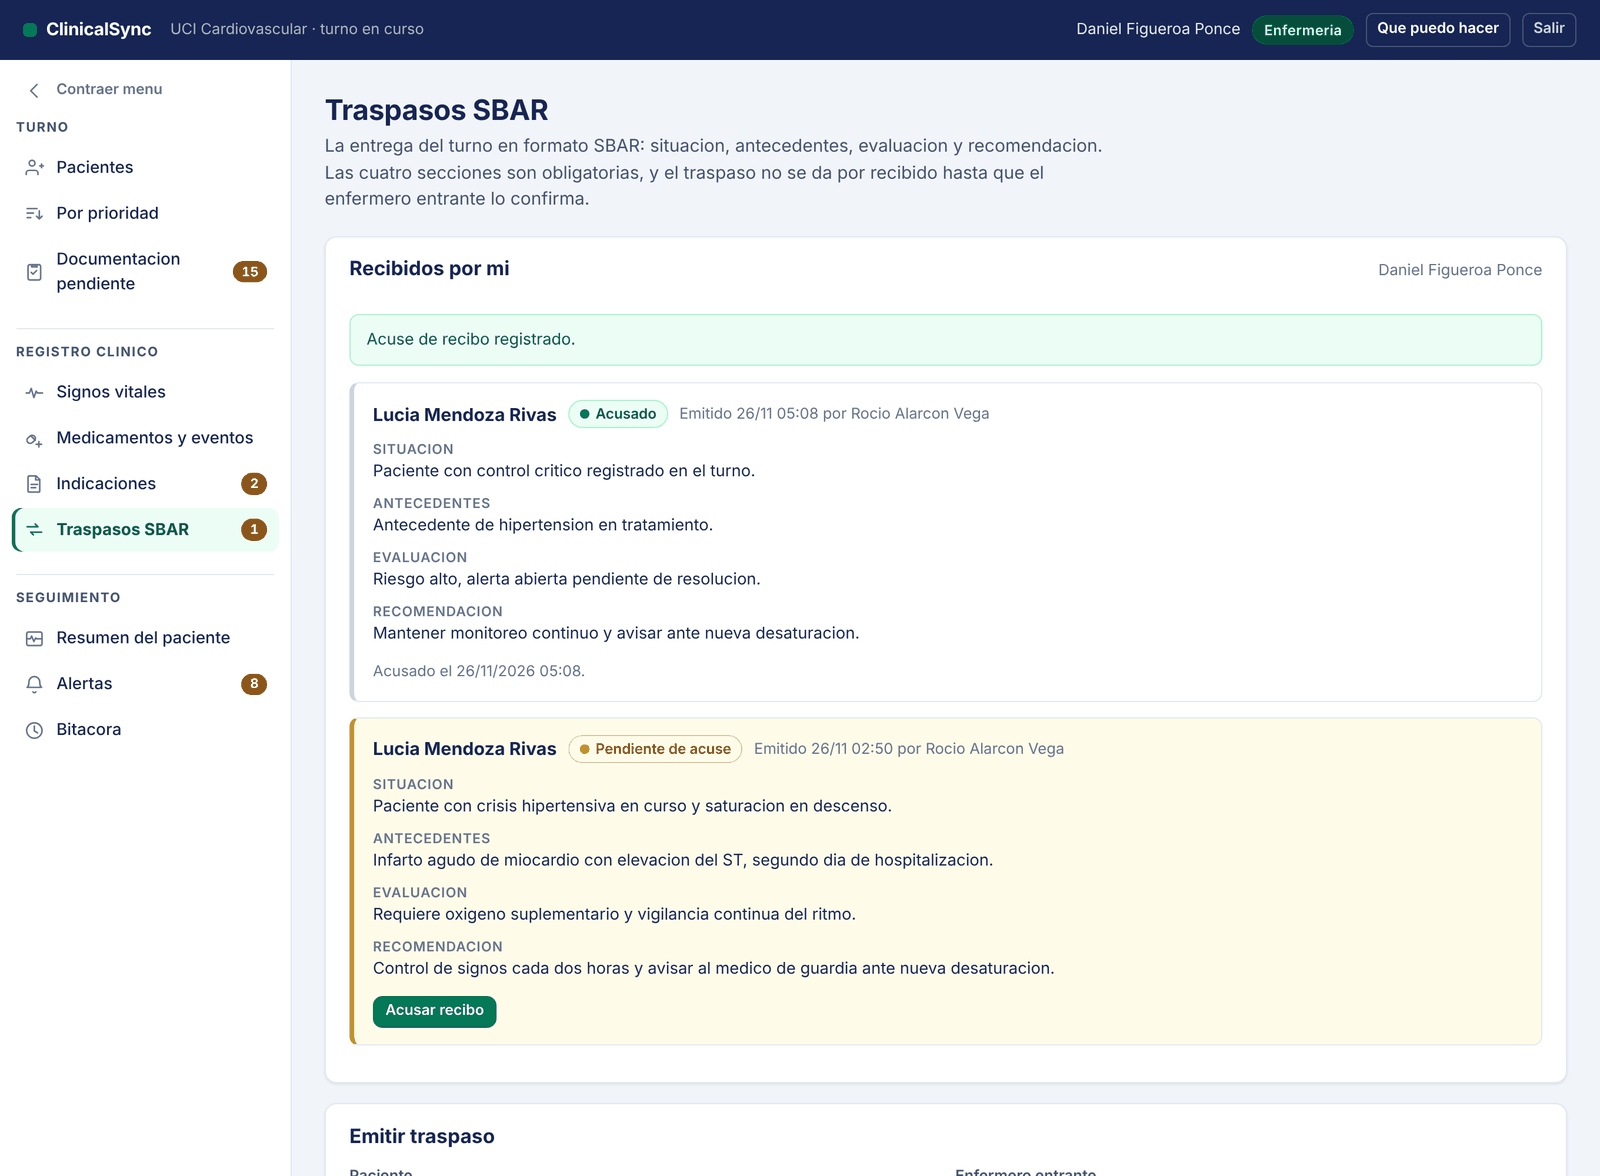 ClinicalSync
UCI Cardiovascular · turno en curso
Daniel Figueroa Ponce
Enfermeria
Que puedo hacer
Salir
Contraer menu
TURNO
Pacientes
Por prioridad
Documentacion
pendiente
15
REGISTRO CLINICO
Signos vitales
Medicamentos y eventos
Indicaciones
2
Traspasos SBAR
1
SEGUIMIENTO
Resumen del paciente
Alertas
8
Bitacora
Traspasos SBAR
La entrega del turno en formato SBAR: situacion, antecedentes, evaluacion y recomendacion.
Las cuatro secciones son obligatorias, y el traspaso no se da por recibido hasta que el
enfermero entrante lo confirma.
Recibidos por mi
Daniel Figueroa Ponce
Acuse de recibo registrado.
Lucia Mendoza Rivas
Acusado
Emitido 26/11 05:08 por Rocio Alarcon Vega
SITUACION
Paciente con control critico registrado en el turno.
ANTECEDENTES
Antecedente de hipertension en tratamiento.
EVALUACION
Riesgo alto, alerta abierta pendiente de resolucion.
RECOMENDACION
Mantener monitoreo continuo y avisar ante nueva desaturacion.
Acusado el 26/11/2026 05:08.
Lucia Mendoza Rivas
Pendiente de acuse
Emitido 26/11 02:50 por Rocio Alarcon Vega
SITUACION
Paciente con crisis hipertensiva en curso y saturacion en descenso.
ANTECEDENTES
Infarto agudo de miocardio con elevacion del ST, segundo dia de hospitalizacion.
EVALUACION
Requiere oxigeno suplementario y vigilancia continua del ritmo.
RECOMENDACION
Control de signos cada dos horas y avisar al medico de guardia ante nueva desaturacion.
Acusar recibo
Emitir traspaso
Paciente
Enfermero entrante